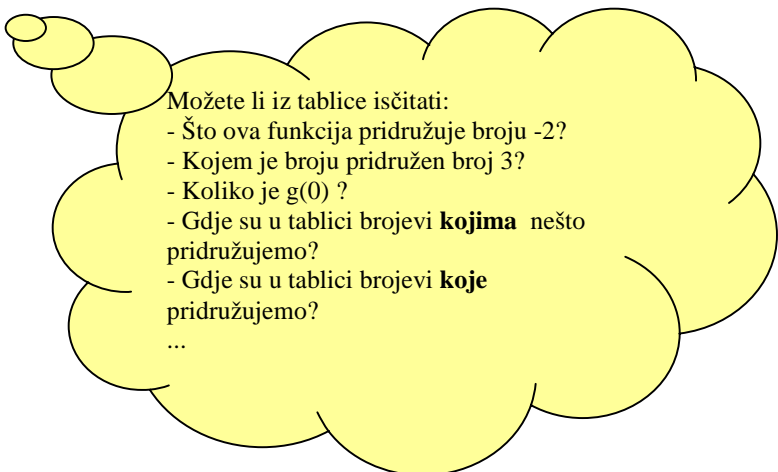 Možete li iz tablice isčitati:
- Što ova funkcija pridružuje broju -2?
- Kojem je broju pridružen broj 3?
- Koliko je g(0) ?
- Gdje su u tablici brojevi kojima nešto
pridružujemo?
- Gdje su u tablici brojevi koje
pridružujemo?
...